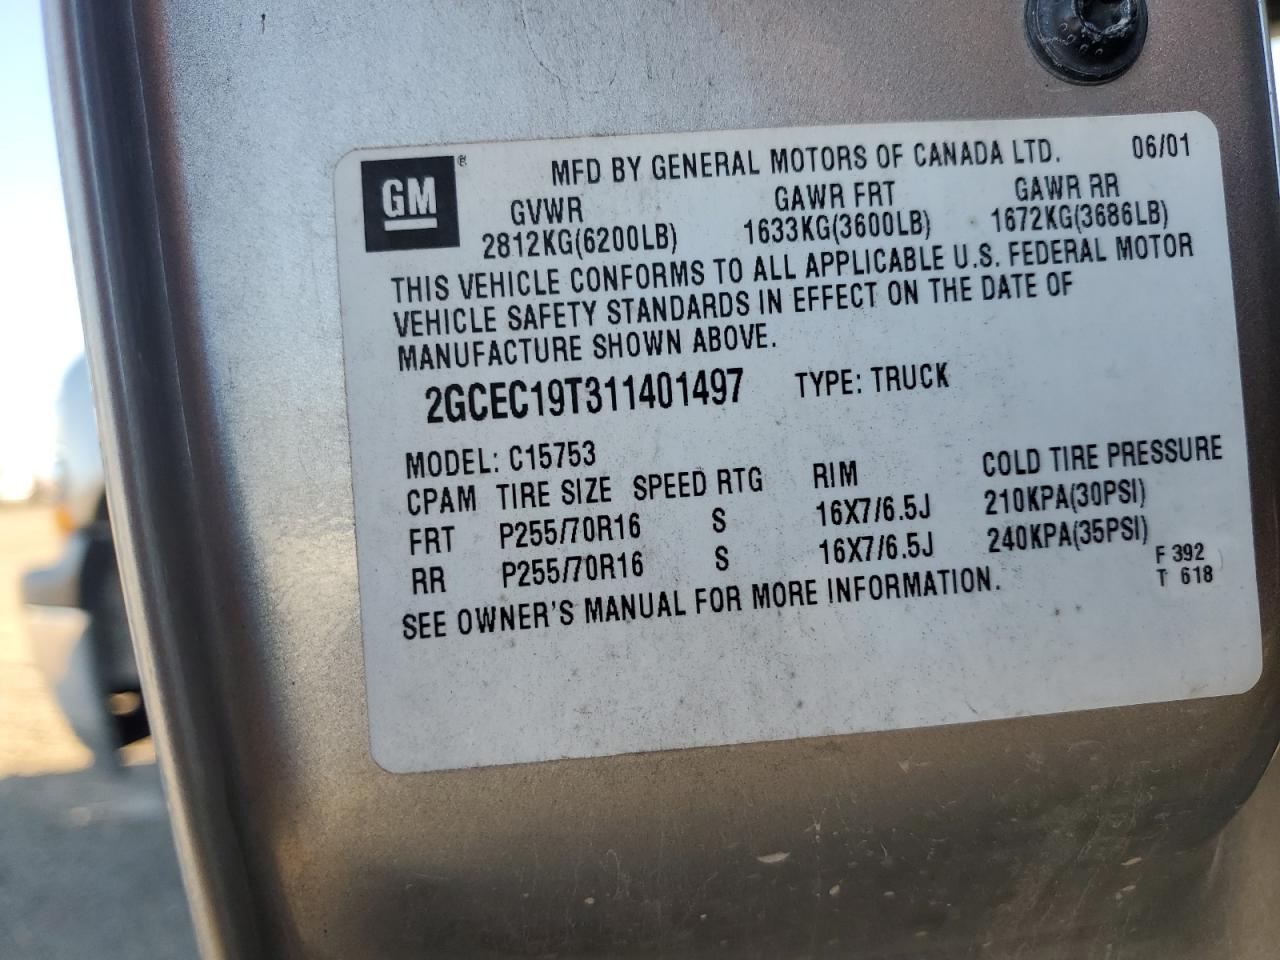 GM®
MFD BY GENERAL MOTORS OF CANADA LTD. 06/01
GVWR GAWR FRT GAWR RR
2812KG(6200LB) 1633KG(3600LB) 1672KG(3686LB)
THIS VEHICLE CONFORMS TO ALL APPLICABLE U.S. FEDERAL MOTOR
VEHICLE SAFETY STANDARDS IN EFFECT ON THE DATE OF
MANUFACTURE SHOWN ABOVE.
2GCEC19T311401497 TYPE: TRUCK
MODEL: C15753
CPAM TIRE SIZE SPEED RTG RIM COLD TIRE PRESSURE
FRT P255/70R16 S 16X7/6.5J 210KPA(30PSI)
RR P255/70R16 S 16X7/6.5J 240KPA(35PSI)
SEE OWNER'S MANUAL FOR MORE INFORMATION.
F 392
T 618